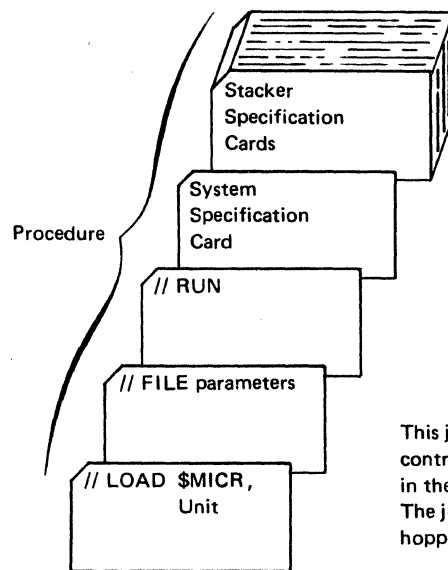 Stacker
Specification
Cards
System
Specification
Card
Procedure
// RUN
// FILE parameters
// LOAD $MICR,
Unit
This j
contr
in the
The j
hopp